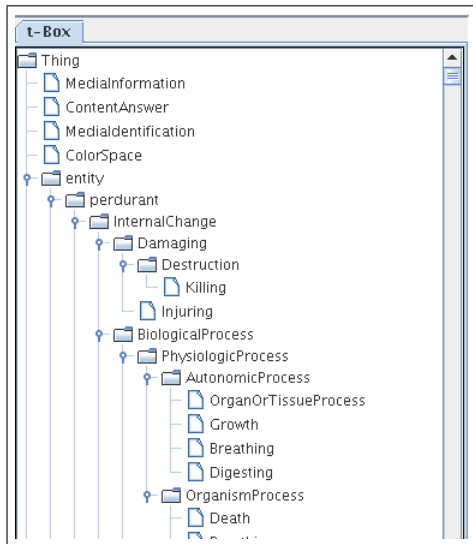 t-Box
Thing
MediaInformation
ContentAnswer
MediaIdentification
ColorSpace
entity
perdurant
InternalChange
Damaging
Destruction
Killing
Injuring
BiologicalProcess
PhysiologicProcess
AutonomicProcess
OrganOrTissueProcess
Growth
Breathing
Digesting
OrganismProcess
Death